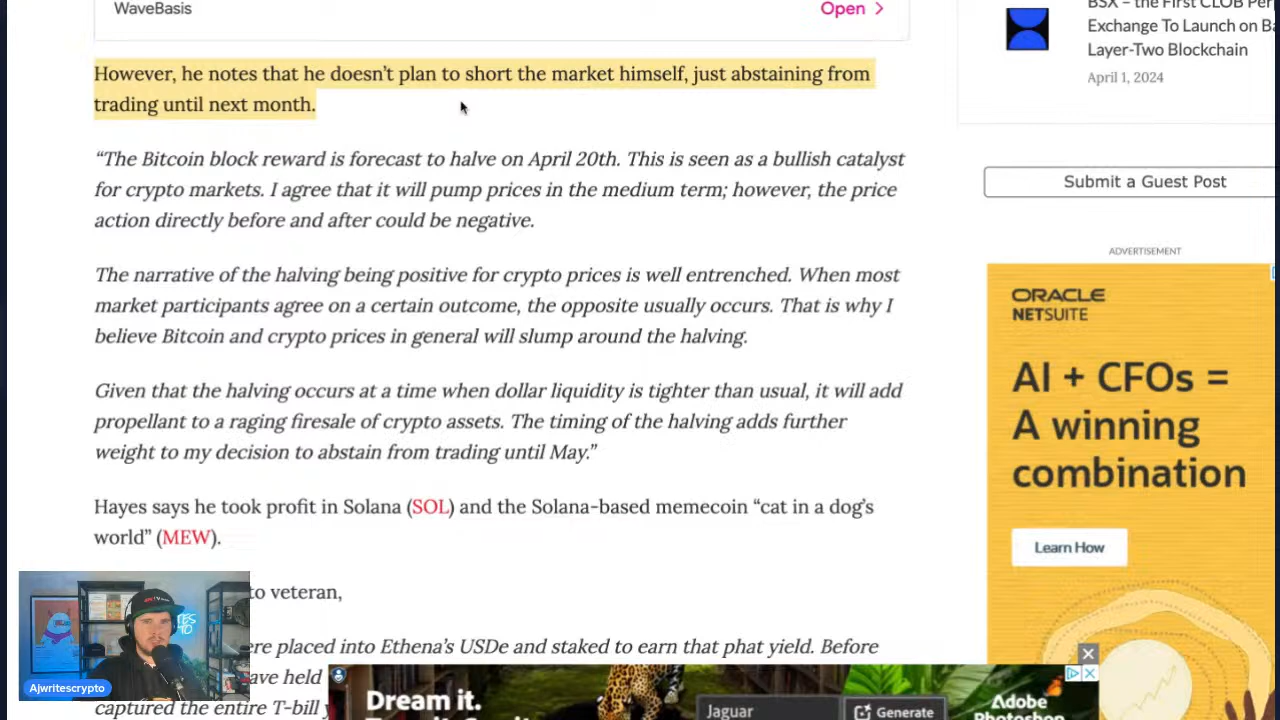 WaveBasis
Open
However, he notes that he doesn't plan to short the market himself, just abstaining from
trading until next month.
“The Bitcoin block reward is forecast to halve on April 20th. This is seen as a bullish catalyst
for crypto markets. I agree that it will pump prices in the medium term; however, the price
action directly before and after could be negative.
The narrative of the halving being positive for crypto prices is well entrenched. When most
market participants agree on a certain outcome, the opposite usually occurs. That is why I
believe Bitcoin and crypto prices in general will slump around the halving.
Given that the halving occurs at a time when dollar liquidity is tighter than usual, it will add
propellant to a raging firesale of crypto assets. The timing of the halving adds further
weight to my decision to abstain from trading until May.”
Hayes says he took profit in Solana (SOL) and the Solana-based memecoin “cat in a dog's
world” (MEW).
to veteran,
re placed into Ethena's USDe and staked to earn that phat yield. Before
ave held
captured the entire T-bill y
Ajwritescrypto
BSX – the First CLOB Per
Exchange To Launch on Ba
Layer-Two Blockchain
April 1, 2024
Submit a Guest Post
ADVERTISEMENT
ORACLE
NETSUITE
AI + CFOs =
A winning
combination
Learn How
Dream it.
Jaguar
Generate
Adobe
Photoshop